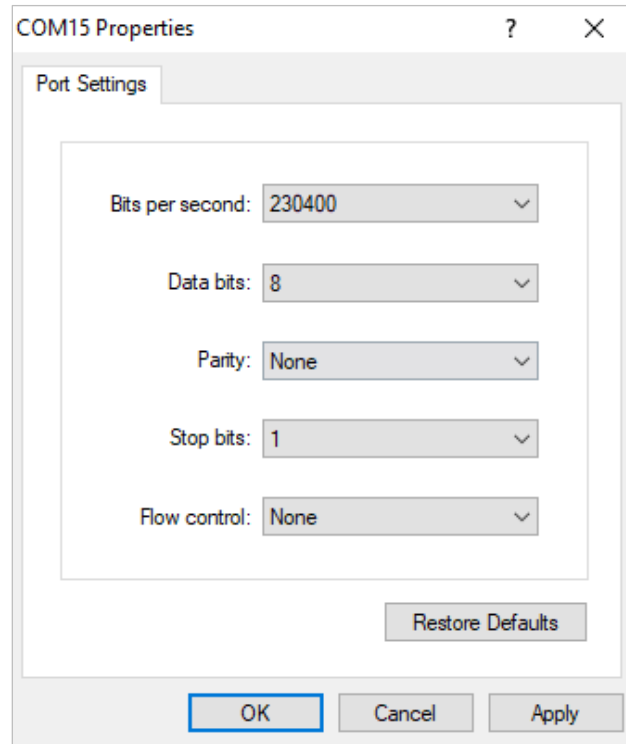 COM15 Properties ?
Port Settings
Bits per second: 230400
Data bits: 8
Parity: None
Stop bits: 1
Flow control: None
Restore Defaults
OK Cancel Apply